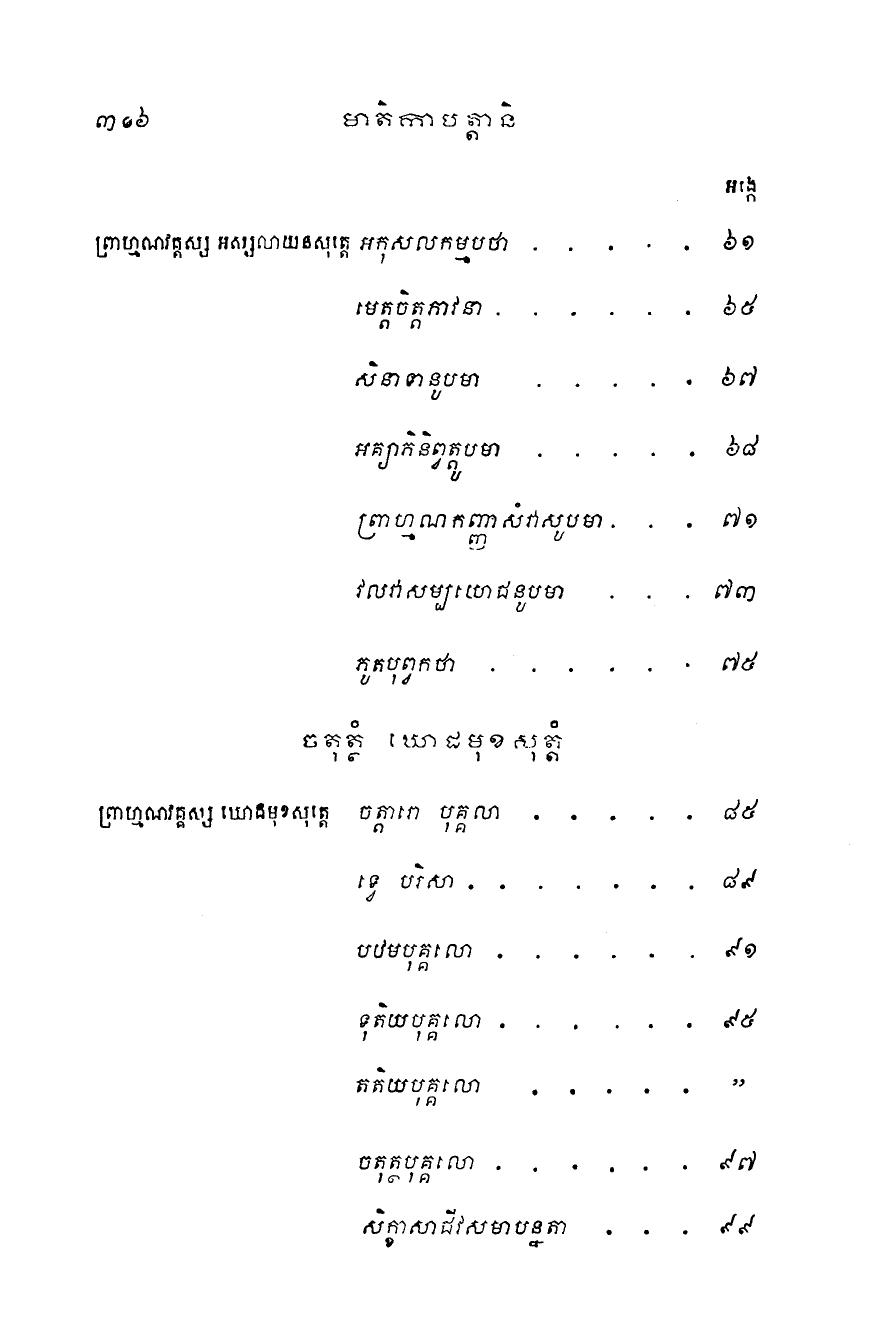 ៣១៦ មាតិកាបត្តានិ
អង្កេ
ព្រាហ្មណវគ្គស្ស អស្សលាយនសុត្តេ អកុសលកម្មបថា . . . . . ៦១
មេត្តចិត្តភាវនា . . . . . . ៦៥
សិនាទានូបមា . . . . . ៦៧
អគ្យាភិនិព្វត្តូបមា . . . . . ៦៨
ព្រាហ្មណកញ្ញាសំវាសូបមា . . . ៧១
វលវាសម្បយោជនូបមា . . . ៧៣
ភូតបុព្វកថា . . . . . . ៧៥
ចតុត្ថំ ឃោដមុខសុត្តំ
ព្រាហ្មណវគ្គស្ស ឃោដមុខសុត្តេ ចត្តារោ បុគ្គលា . . . . . ៨៥
ទ្វេ បរិសា . . . . . . . ៨៩
បឋមបុគ្គលោ . . . . . . ៩១
ទុតិយបុគ្គលោ . . . . . . ៩៥
តតិយបុគ្គលោ . . . . . ”
ចតុត្ថបុគ្គលោ . . . . . . ៩៧
សិក្ខាសាជីវសមាបន្នតា . . . ៩៩